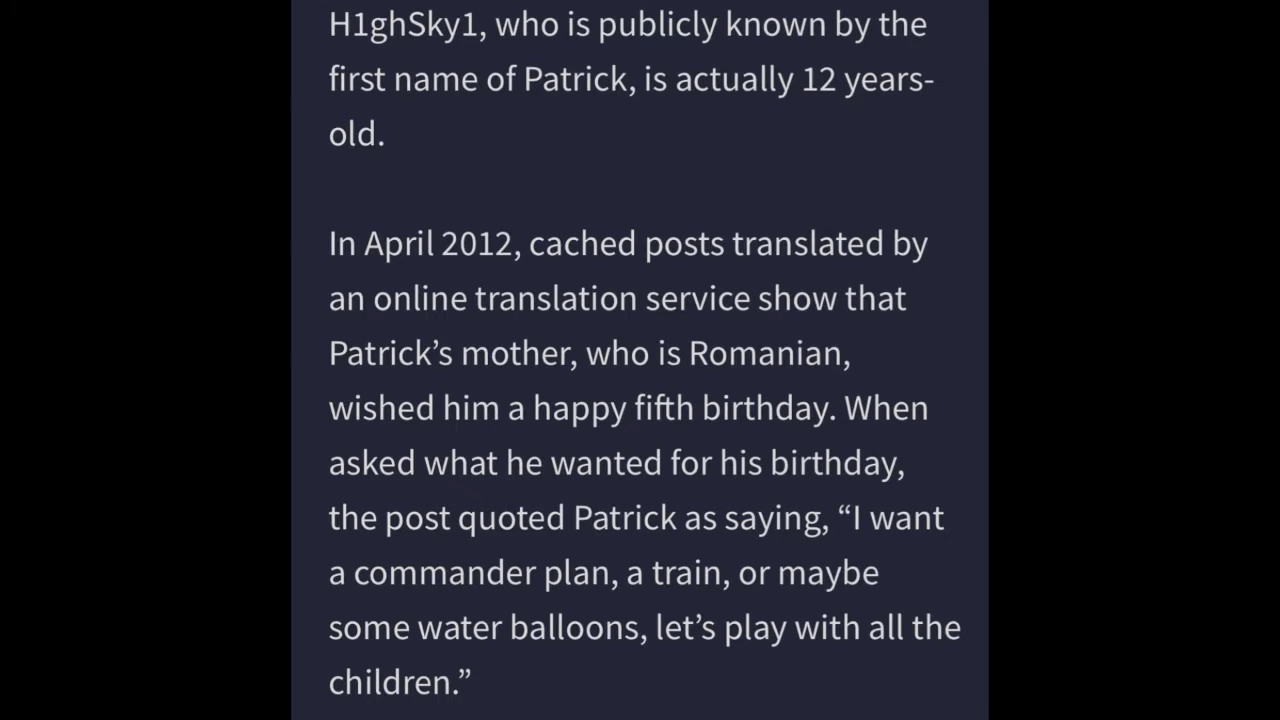 H1ghSky1, who is publicly known by the
first name of Patrick, is actually 12 years-
old.
In April 2012, cached posts translated by
an online translation service show that
Patrick’s mother, who is Romanian,
wished him a happy fifth birthday. When
asked what he wanted for his birthday,
the post quoted Patrick as saying, “I want
a commander plan, a train, or maybe
some water balloons, let’s play with all the
children.”